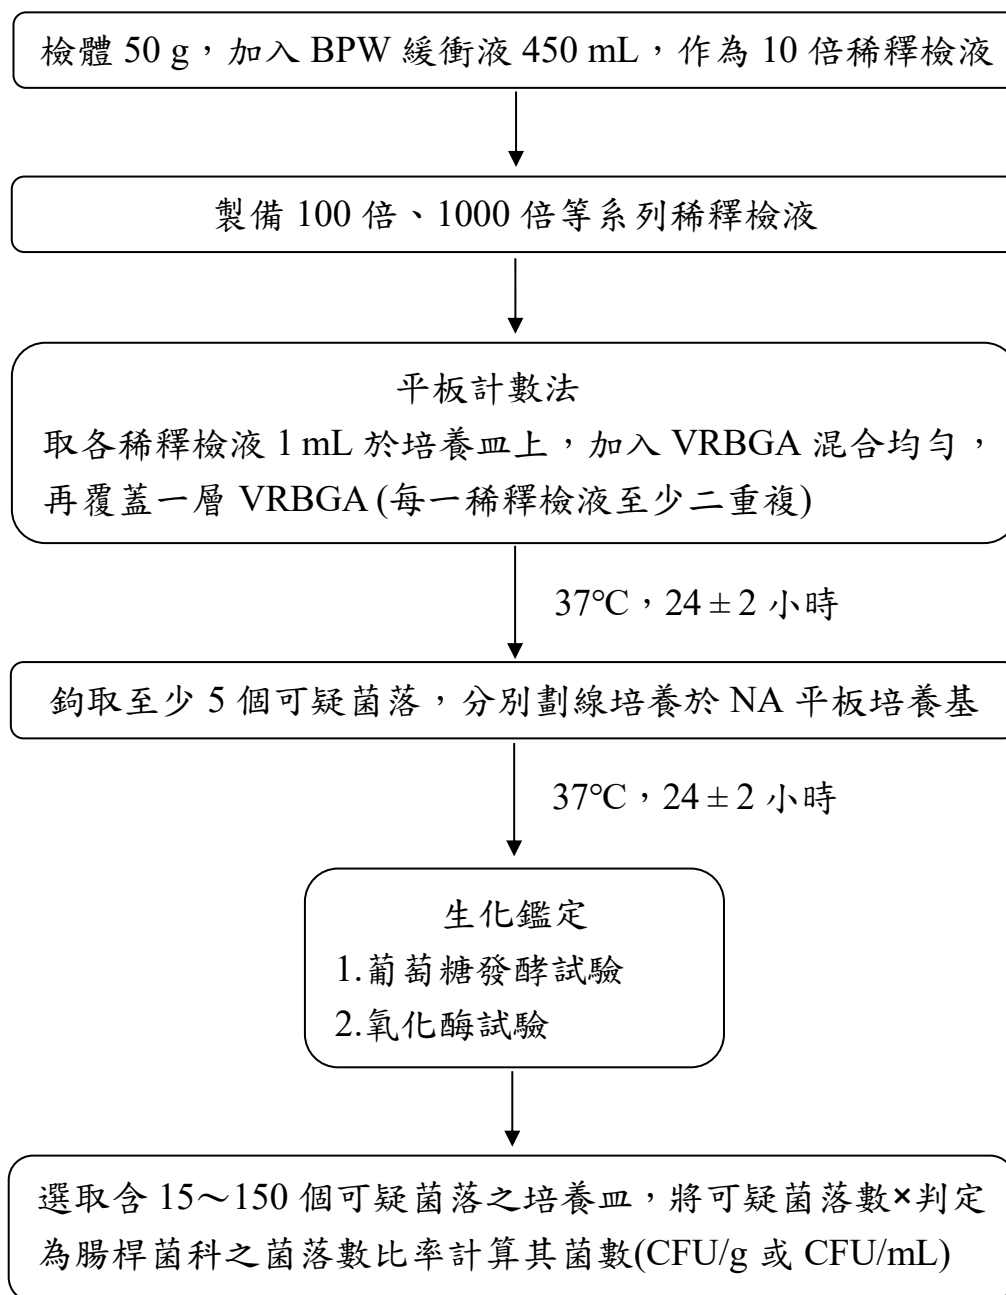 檢體 50 g，加入 BPW 緩衝液 450 mL，作為 10 倍稀釋檢液
製備 100 倍、1000 倍等系列稀釋檢液
平板計數法
取各稀釋檢液 1 mL 於培養皿上，加入 VRBGA 混合均勻，
再覆蓋一層 VRBGA (每一稀釋檢液至少二重複)
37℃，24 ± 2 小時
鉤取至少 5 個可疑菌落，分別劃線培養於 NA 平板培養基
37℃，24 ± 2 小時
生化鑑定
1.葡萄糖發酵試驗
2.氧化酶試驗
選取含 15～150 個可疑菌落之培養皿，將可疑菌落數×判定
為腸桿菌科之菌落數比率計算其菌數(CFU/g 或 CFU/mL)